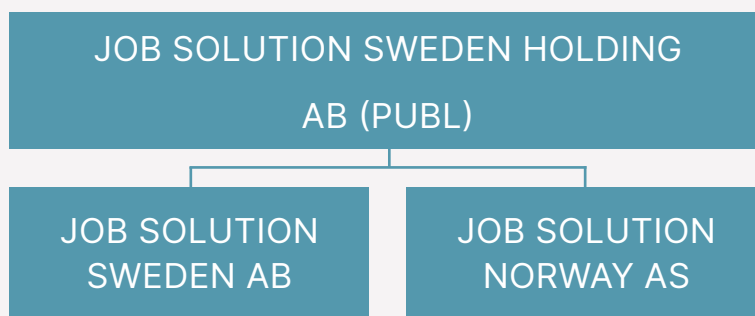 JOB SOLUTION SWEDEN HOLDING
AB (PUBL)
JOB SOLUTION
SWEDEN AB
JOB SOLUTION
NORWAY AS